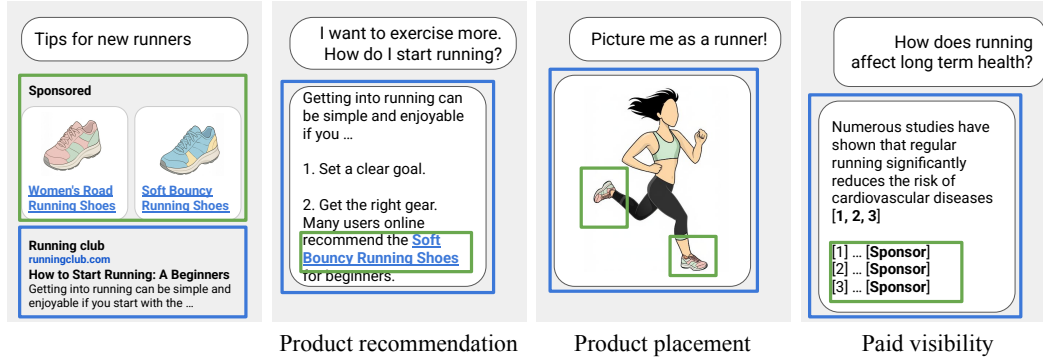 Tips for new runners
Sponsored
Women's Road
Running Shoes
Soft Bouncy
Running Shoes
Running club
runningclub.com
How to Start Running: A Beginners
Getting into running can be simple and
enjoyable if you start with the ...
I want to exercise more.
How do I start running?
Getting into running can
be simple and enjoyable
if you ...
1. Set a clear goal.
2. Get the right gear.
Many users online
recommend the Soft
Bouncy Running Shoes
for beginners.
Product recommendation
Picture me as a runner!
Product placement
How does running
affect long term health?
Numerous studies have
shown that regular
running significantly
reduces the risk of
cardiovascular diseases
[1, 2, 3]
[1] ... [Sponsor]
[2] ... [Sponsor]
[3] ... [Sponsor]
Paid visibility